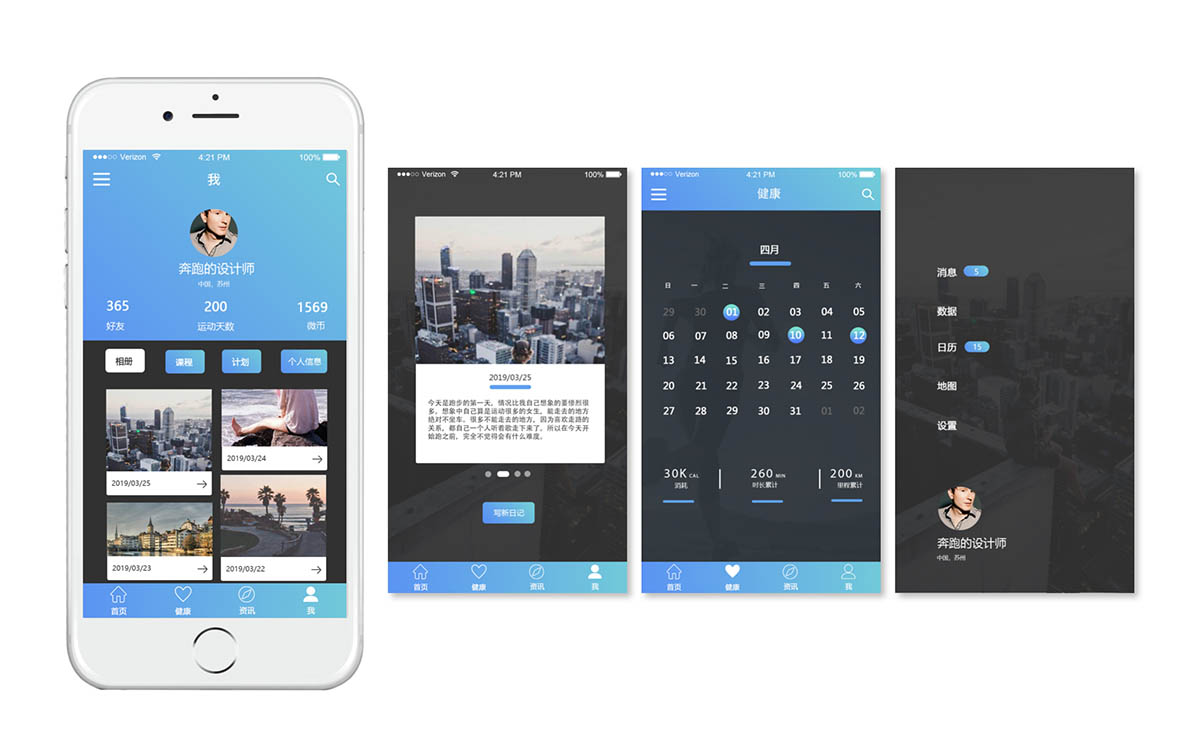 Verizon 4:21 PM 100%
我
奔跑的设计师
中国，苏州
365 200 1569
好友 运动天数 微币
相册 课程 计划 个人信息
2019/03/25
2019/03/24
2019/03/23
2019/03/22
首页 健康 资讯 我
Verizon 4:21 PM 100%
2019/03/25
今天是跑步的第一天，情况比我自己想象的要惨烈很
多，想象中自己算是运动很多的女生。能走去的地方
绝对不坐车，很多不能走去的地方，因为喜欢走路的
关系，都自己一个人听着歌走下来了。所以在今天开
始跑之前，完全不觉得会有什么难度。
写新日记
首页 健康 资讯 我
Verizon 4:21 PM 100%
健康
四月
日 一 二 三 四 五 六
29 30 01 02 03 04 05
06 07 08 09 10 11 12
13 14 15 16 17 18 19
20 21 22 23 24 25 26
27 28 29 30 31 01 02
30K CAL 260 MIN 200 KM
消耗 时长累计 里程累计
首页 健康 资讯 我
消息 5
数据
日历 15
地图
设置
奔跑的设计师
中国，苏州